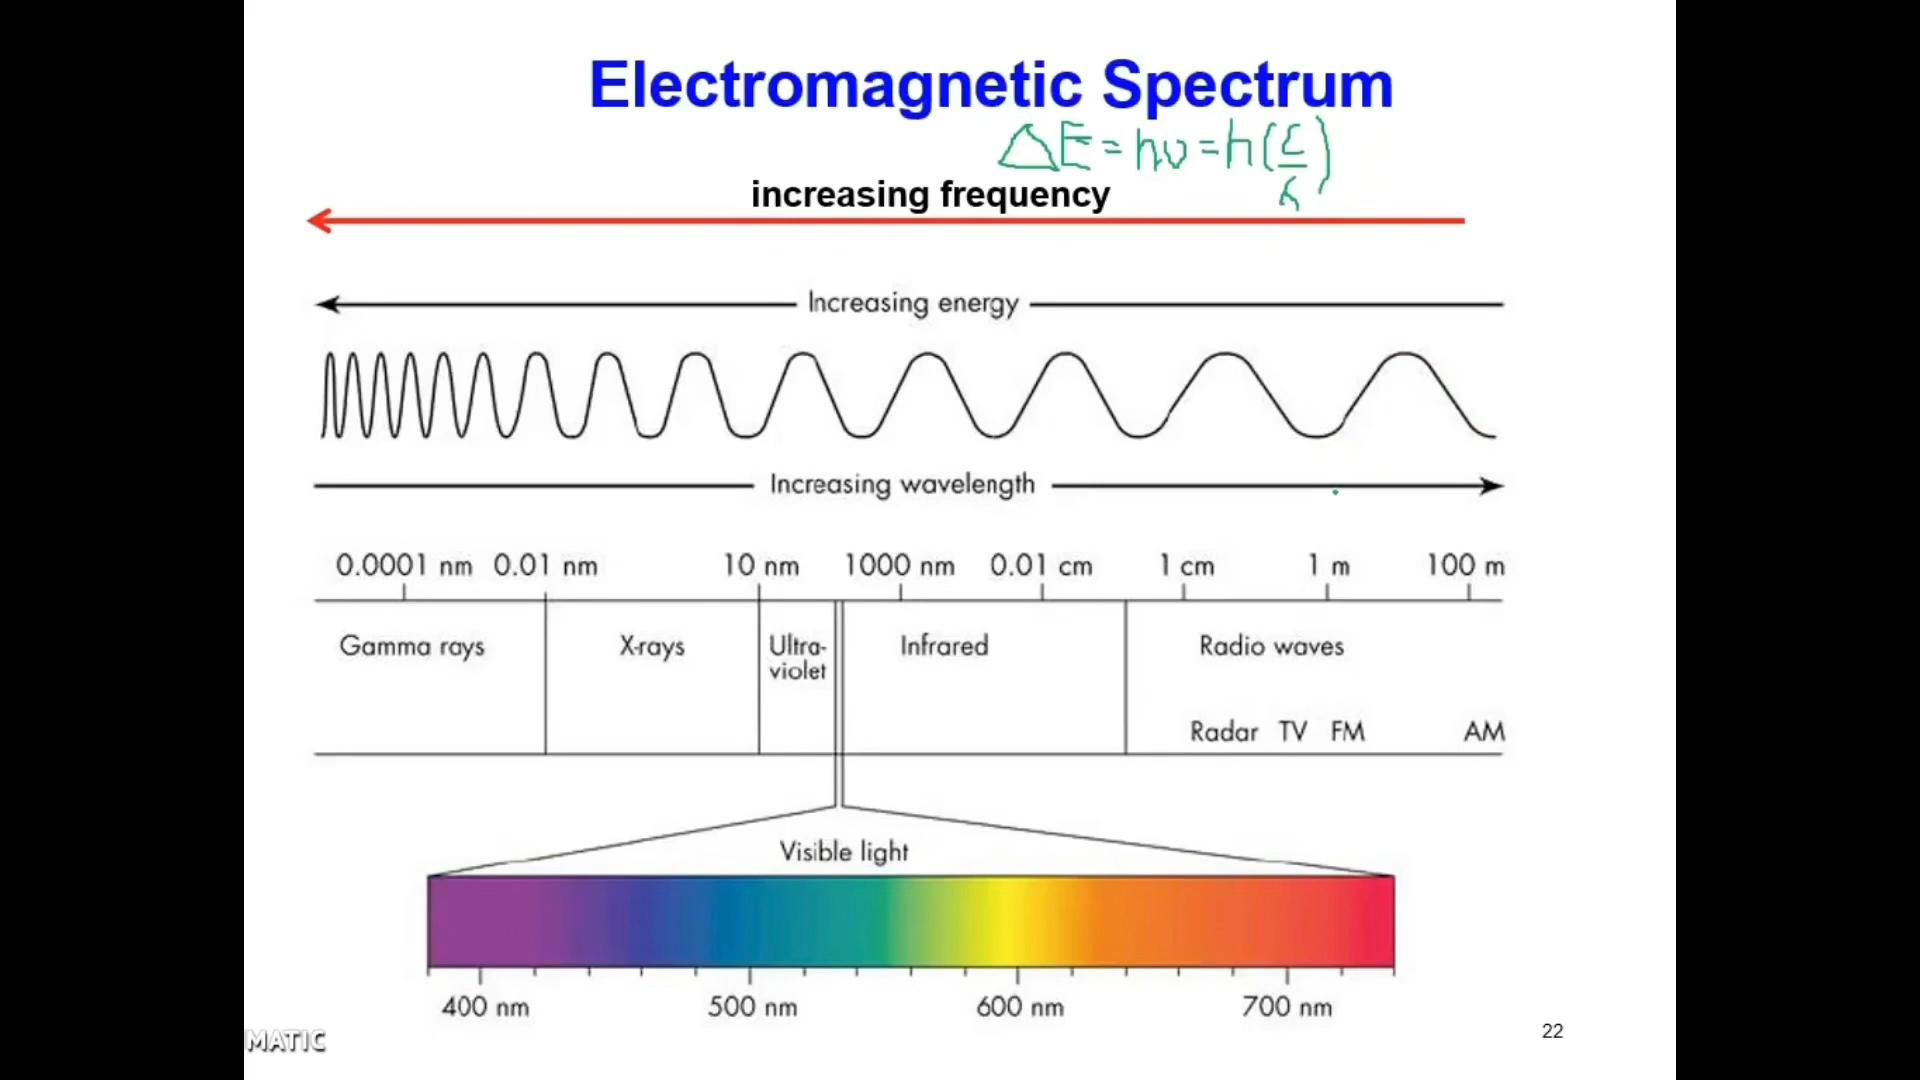 Electromagnetic Spectrum
ΔE = hν = h(c/λ)
increasing frequency
Increasing energy
Increasing wavelength
0.0001 nm 0.01 nm 10 nm 1000 nm 0.01 cm 1 cm 1 m 100 m
Gamma rays X-rays Ultra- Infrared Radio waves
violet
Radar TV FM AM
Visible light
400 nm 500 nm 600 nm 700 nm
22
MATIC